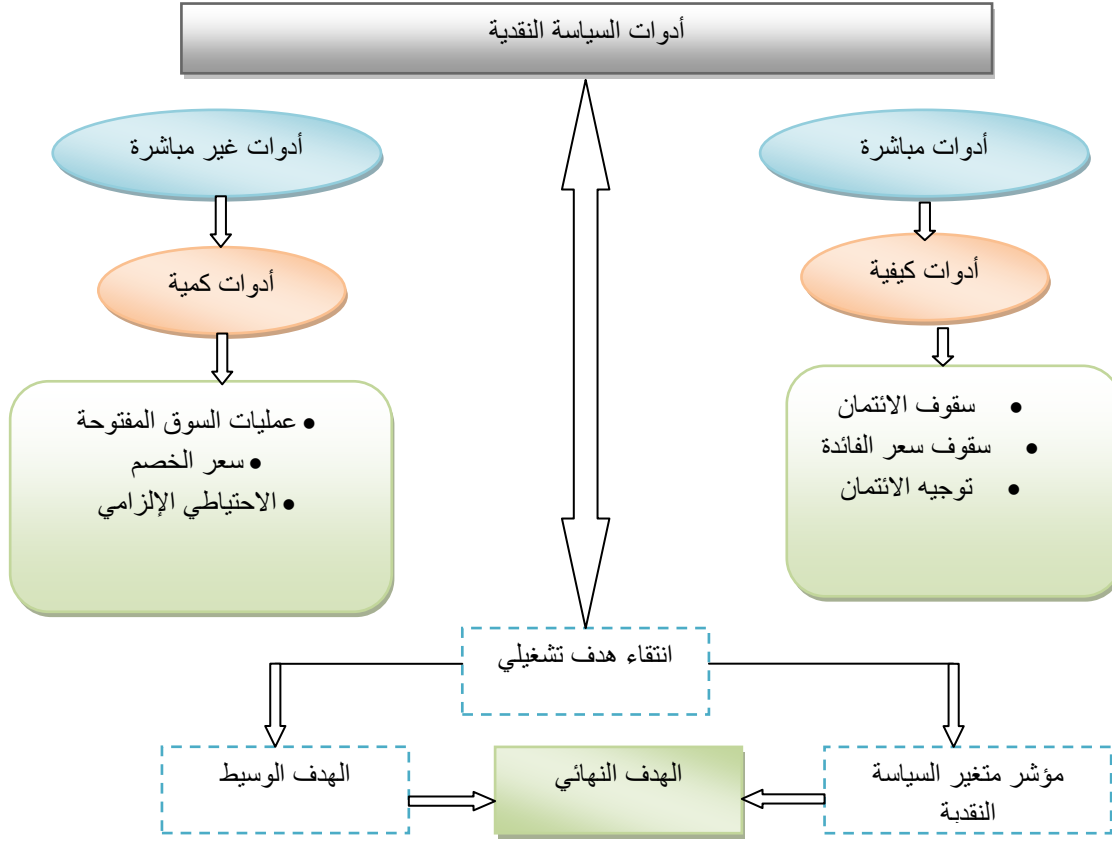 أدوات السياسة النقدية
أدوات مباشرة
أدوات غير مباشرة
أدوات كيفية
أدوات كمية
• سقوف الائتمان
• سقوف سعر الفائدة
• توجيه الائتمان
• عمليات السوق المفتوحة
• سعر الخصم
• الاحتياطي الإلزامي
انتقاء هدف تشغيلي
مؤشر متغير السياسة
النقدية
الهدف النهائي
الهدف الوسيط